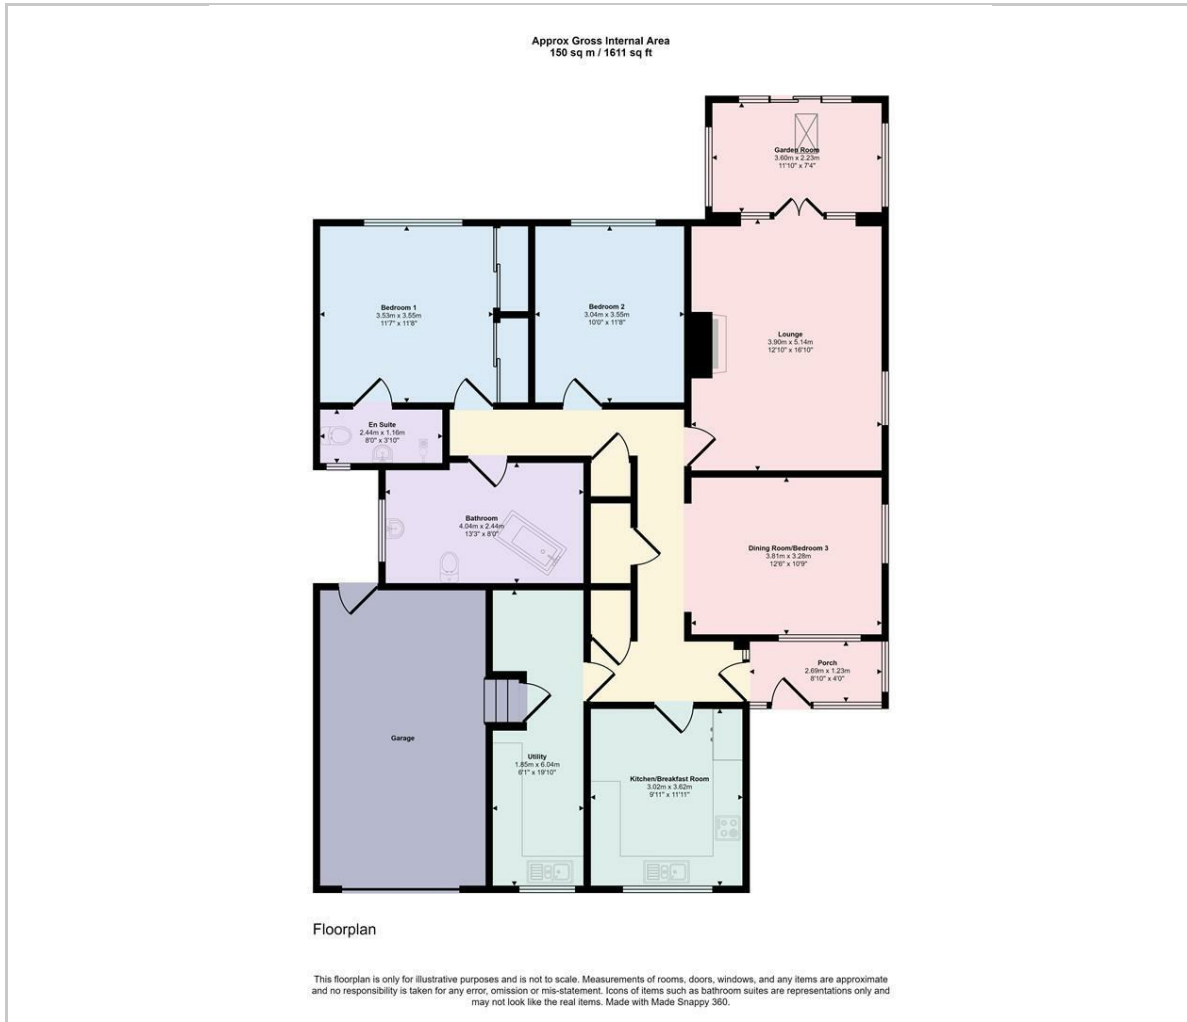 Approx Gross Internal Area
150 sq m / 1611 sq ft
Garden Room
3.60m x 2.23m
11'10" x 7'4"
Bedroom 1
3.53m x 3.55m
11'7" x 11'8"
Bedroom 2
3.04m x 3.55m
10'0" x 11'8"
Lounge
3.90m x 5.14m
12'10" x 16'10"
En Suite
2.44m x 1.16m
8'0" x 3'10"
Bathroom
4.04m x 2.44m
13'3" x 8'0"
Dining Room/Bedroom 3
3.81m x 3.28m
12'6" x 10'9"
Porch
2.69m x 1.23m
8'10" x 4'0"
Garage
Utility
1.85m x 6.04m
6'1" x 19'10"
Kitchen/Breakfast Room
3.02m x 3.62m
9'11" x 11'11"
Floorplan
This floorplan is only for illustrative purposes and is not to scale. Measurements of rooms, doors, windows, and any items are approximate
and no responsibility is taken for any error, omission or mis-statement. Icons of items such as bathroom suites are representations only and
may not look like the real items. Made with Made Snappy 360.